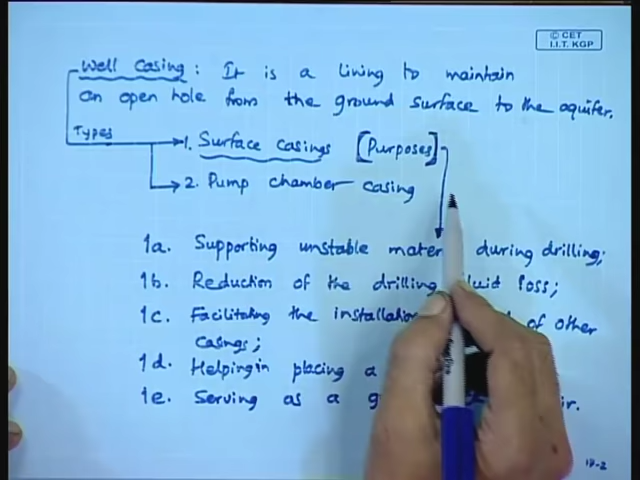 © CET
I.I.T. KGP
Well Casing : It is a lining to maintain
an open hole from the ground surface to the aquifer.
Types
1. Surface casings [Purposes]
2. Pump chamber casing
1a. Supporting unstable mater during drilling;
1b. Reduction of the drilling fluid loss;
1c. Facilitating the installation of other
casings;
1d. Helping in placing a
1e. Serving as a
17-2